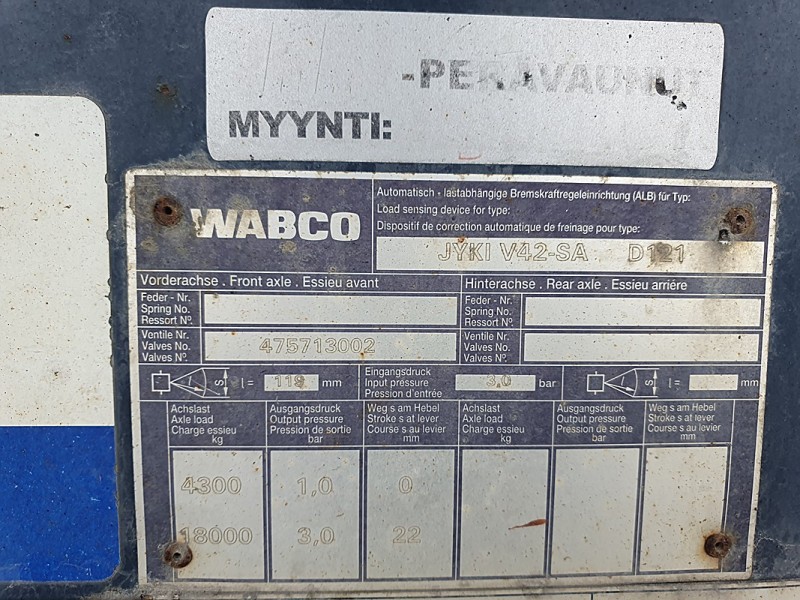 -PERÄVAUNUT
MYYNTI:
WABCO
Automatisch - lastabhängige Bremskraftregeleinrichtung (ALB) für Typ:
Load sensing device for type:
Dispositif de correction automatique de freinage pour type:
JYKI V42-SA D121
Vorderachse . Front axle . Essieu avant
Hinterachse . Rear axle . Essieu arriére
Feder - Nr.
Spring No.
Ressort Nº.
Feder - Nr.
Spring No.
Ressort Nº.
Ventile Nr.
Valves No.
Valves Nº.
475713002
Ventile Nr.
Valves No.
Valves Nº.
l = 118 mm
Eingangsdruck
Input pressure
Pression d'entrée
3,0 bar
l = mm
Achslast
Axle load
Charge essieu
kg
Ausgangsdruck
Output pressure
Pression de sortie
bar
Weg s am Hebel
Stroke s at lever
Course s au levier
mm
Achslast
Axle load
Charge essieu
kg
Ausgangsdruck
Output pressure
Pression de sortie
bar
Weg s am Hebel
Stroke s at lever
Course s au levier
mm
4300 1,0 0
18000 3,0 22